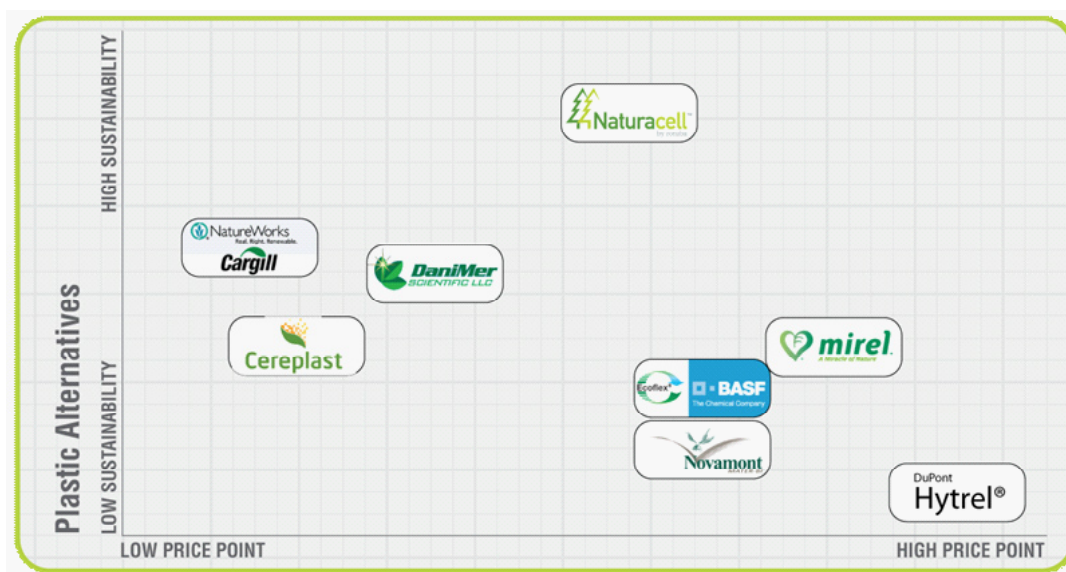 Plastic Alternatives
HIGH SUSTAINABILITY
LOW SUSTAINABILITY
Naturacell™
NatureWorks
Real. Right. Renewable.
Cargill
DaniMer
SCIENTIFIC LLC
Cereplast
mirel
A Miracle of Nature
Ecoflex®
BASF
The Chemical Company
Novamont
DuPont
Hytrel®
LOW PRICE POINT
HIGH PRICE POINT